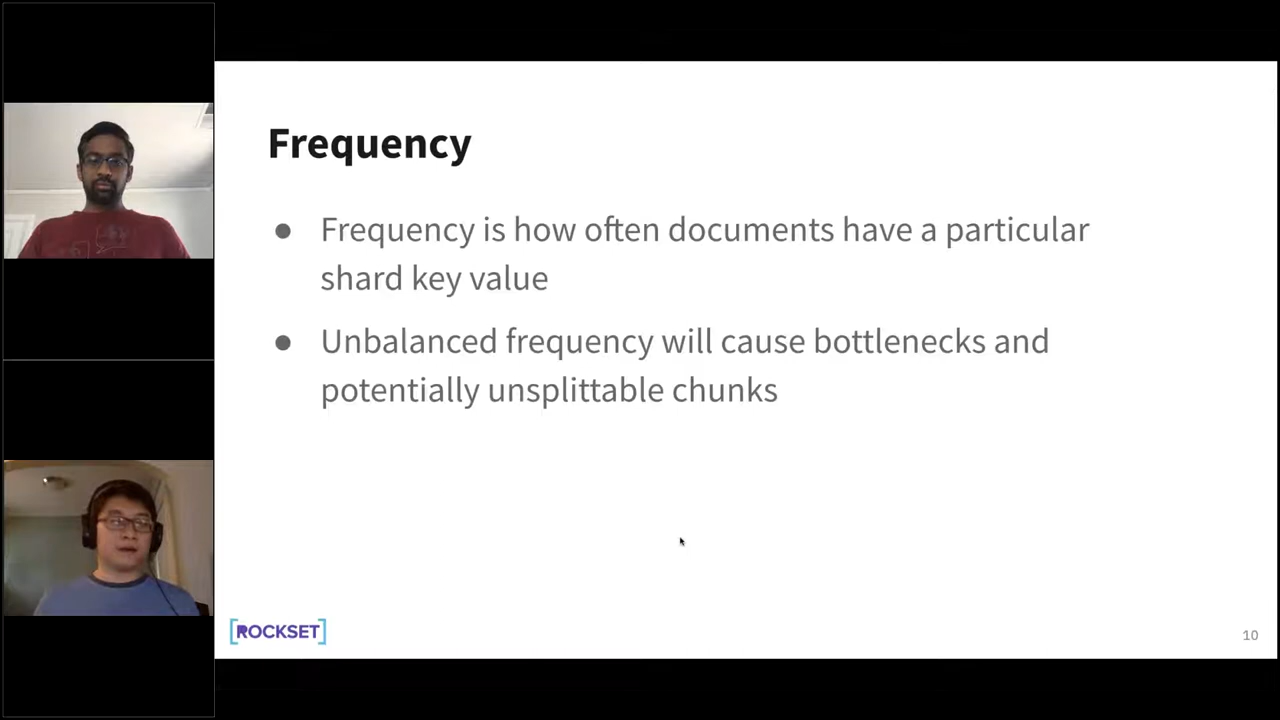 Frequency
● Frequency is how often documents have a particular
shard key value
● Unbalanced frequency will cause bottlenecks and
potentially unsplittable chunks
[ROCKSET]
10